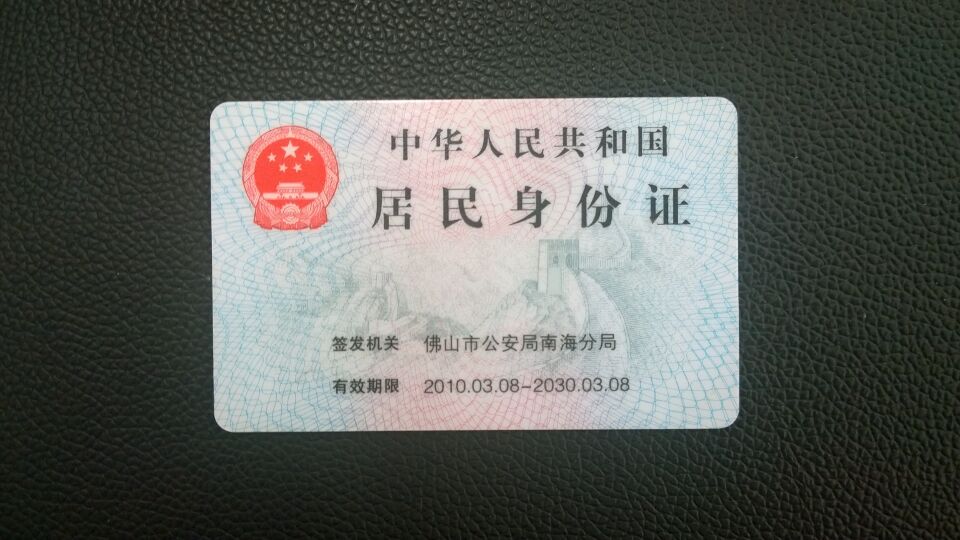 中华人民共和国
居民身份证
签发机关 佛山市公安局南海分局
有效期限 2010.03.08-2030.03.08